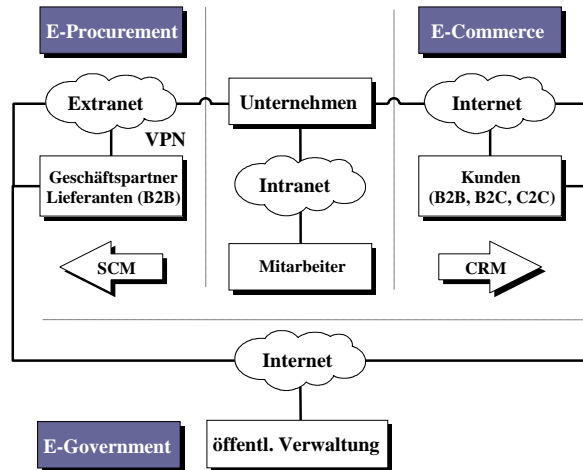 E-Procurement
E-Commerce
Extranet
Unternehmen
Internet
VPN
Geschäftspartner
Lieferanten (B2B)
Intranet
Kunden
(B2B, B2C, C2C)
SCM
Mitarbeiter
CRM
Internet
E-Government
öffentl. Verwaltung